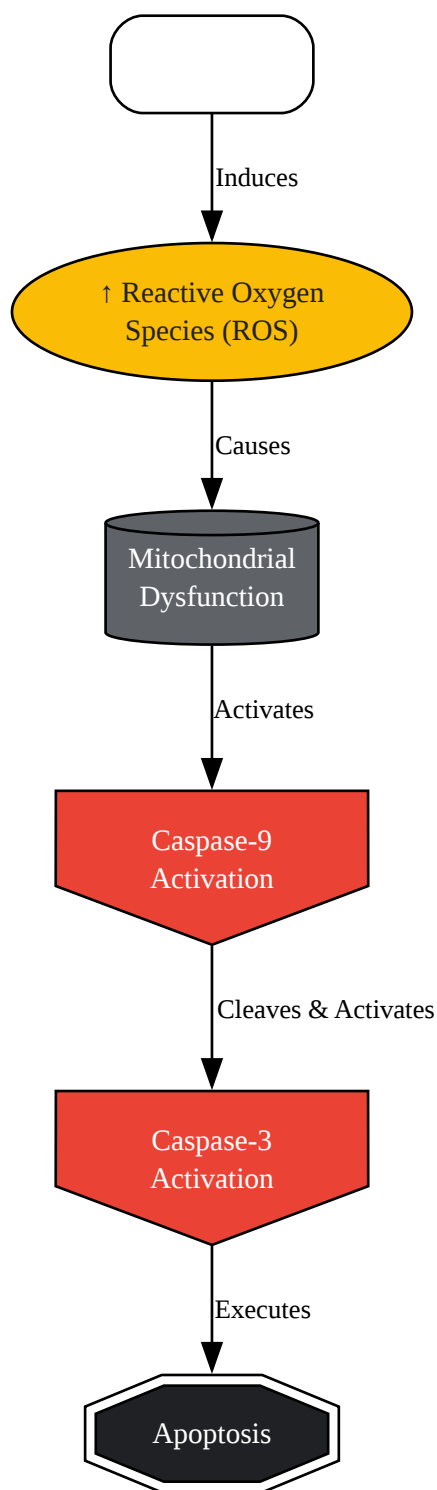 Induces
↑ Reactive Oxygen
Species (ROS)
Causes
Mitochondrial
Dysfunction
Activates
Caspase-9
Activation
Cleaves & Activates
Caspase-3
Activation
Executes
Apoptosis